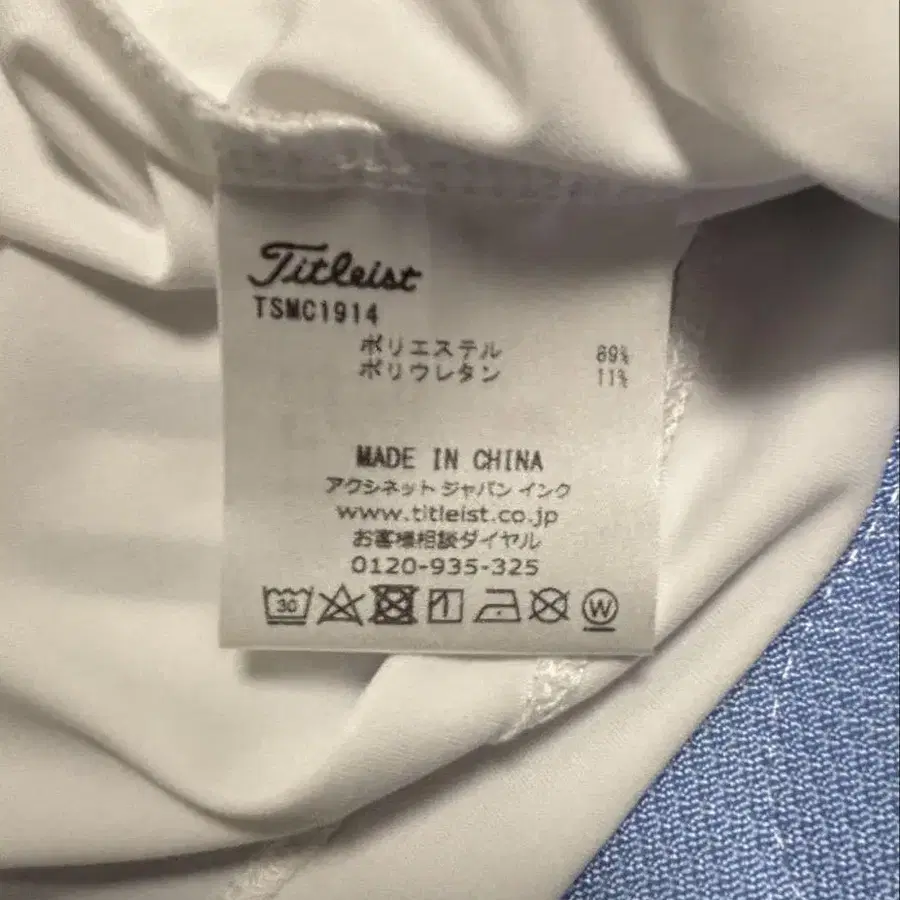 Titleist
TSMC1914
ポリエステル 89%
ポリウレタン 11%
MADE IN CHINA
アクシネット ジャパン インク
www.titleist.co.jp
お客様相談ダイヤル
0120-935-325
30 W